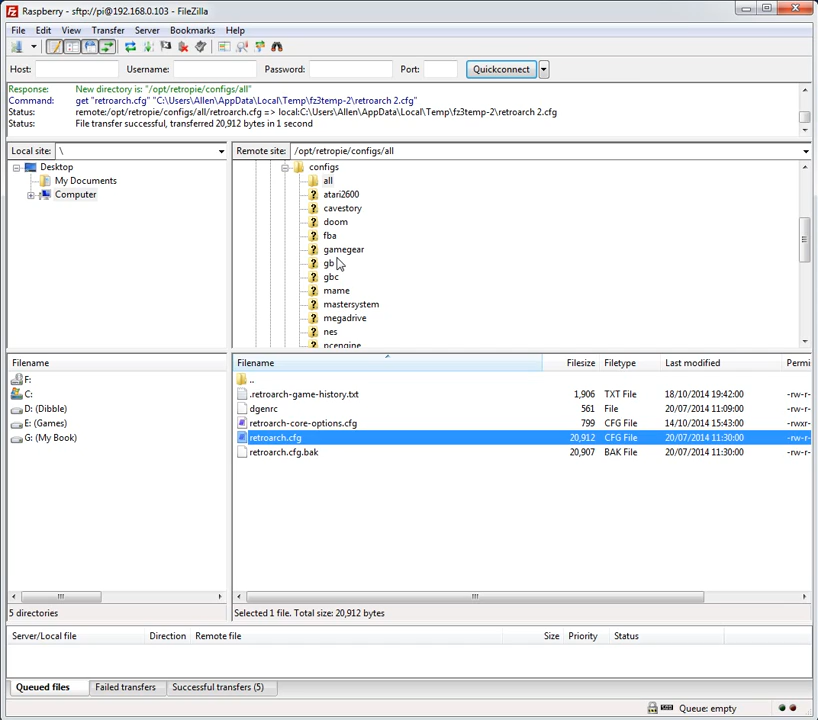 Raspberry - sftp://pi@192.168.0.103 - FileZilla
File Edit View Transfer Server Bookmarks Help
Host: Username: Password: Port: Quickconnect
Response: New directory is: "/opt/retropie/configs/all"
Command: get "retroarch.cfg" "C:\Users\Allen\AppData\Local\Temp\fz3temp-2\retroarch 2.cfg"
Status: remote:/opt/retropie/configs/all/retroarch.cfg => local:C:\Users\Allen\AppData\Local\Temp\fz3temp-2\retroarch 2.cfg
Status: File transfer successful, transferred 20,912 bytes in 1 second
Local site: \
Desktop
My Documents
Computer
Remote site: /opt/retropie/configs/all
configs
all
atari2600
cavestory
doom
fba
gamegear
gb
gbc
mame
mastersystem
megadrive
nes
pcengine
Filename
F:
C:
D: (Dibble)
E: (Games)
G: (My Book)
5 directories
Filename Filesize Filetype Last modified Permi
..
.retroarch-game-history.txt 1,906 TXT File 18/10/2014 19:42:00 -rw-r-
dgenrc 561 File 20/07/2014 11:09:00 -rw-r-
retroarch-core-options.cfg 799 CFG File 14/10/2014 15:43:00 -rwxr-
retroarch.cfg 20,912 CFG File 20/07/2014 11:30:00 -rw-r-
retroarch.cfg.bak 20,907 BAK File 20/07/2014 11:30:00 -rw-r-
Selected 1 file. Total size: 20,912 bytes
Server/Local file Direction Remote file Size Priority Status
Queued files Failed transfers Successful transfers (5)
Queue: empty